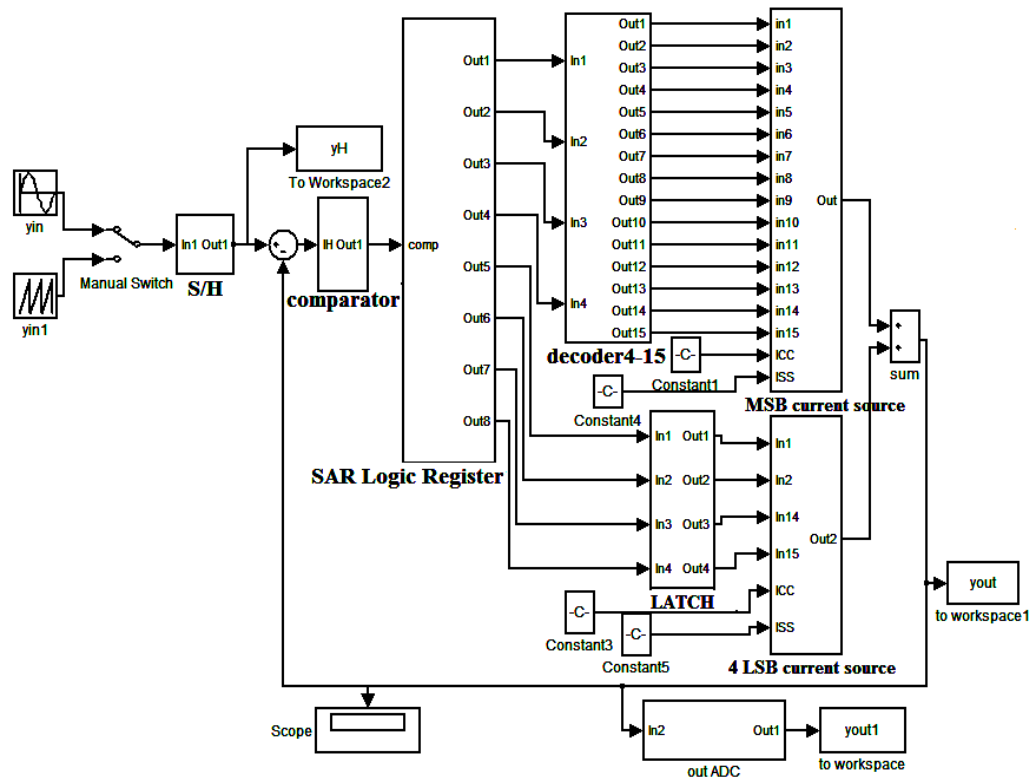 yin
yin1
Manual Switch
In1 Out1
S/H
yH
To Workspace2
+
-
IH Out1
comparator
comp
Out1
Out2
Out3
Out4
Out5
Out6
Out7
Out8
SAR Logic Register
In1
In2
In3
In4
Out1
Out2
Out3
Out4
Out5
Out6
Out7
Out8
Out9
Out10
Out11
Out12
Out13
Out14
Out15
decoder4-15
in1
in2
in3
in4
in5
in6
in7
in8
in9
in10
in11
in12
in13
in14
in15
ICC
ISS
Out
MSB current source
-C-
Constant1
-C-
Constant4
In1 Out1
In2 Out2
In3 Out3
In4 Out4
LATCH
In1
In2
In14
In15
ICC
ISS
Out2
4 LSB current source
-C-
Constant3
-C-
Constant5
+
+
sum
yout
to workspace1
Scope
In2 Out1
out ADC
yout1
to workspace